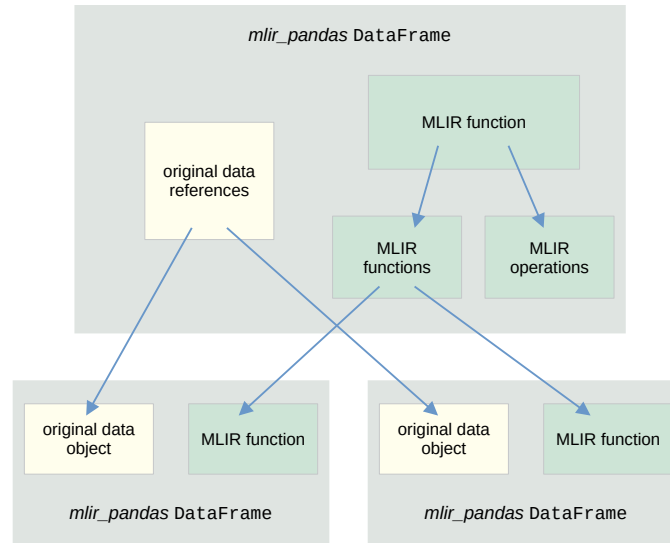 mlir_pandas DataFrame
MLIR function
original data
references
MLIR
functions
MLIR
operations
original data
object
MLIR function
original data
object
MLIR function
mlir_pandas DataFrame
mlir_pandas DataFrame